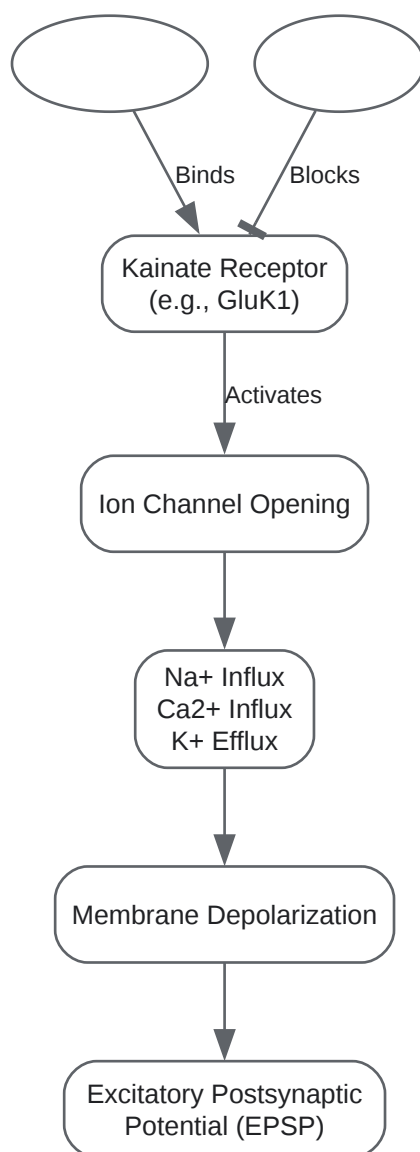 Binds
Blocks
Kainate Receptor
(e.g., GluK1)
Activates
Ion Channel Opening
Na+ Influx
Ca2+ Influx
K+ Efflux
Membrane Depolarization
Excitatory Postsynaptic
Potential (EPSP)